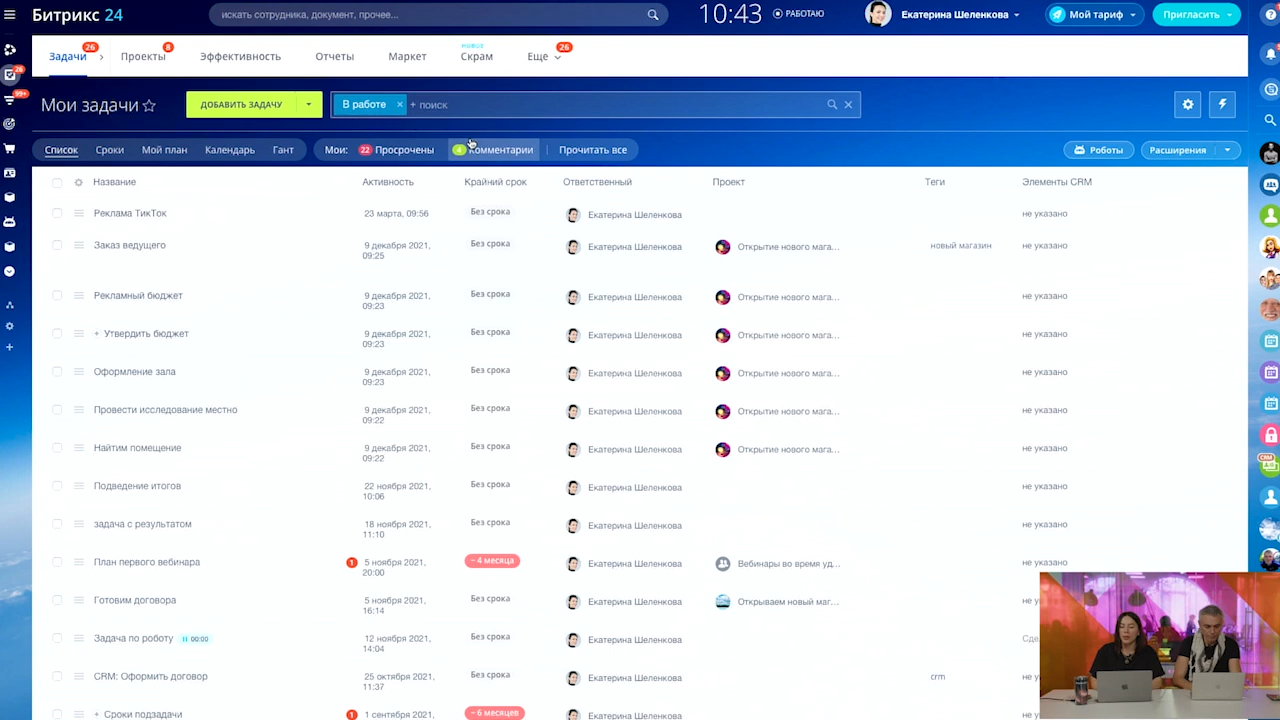 Битрикс 24
искать сотрудника, документ, прочее...
10:43
РАБОТАЮ
Екатерина Шеленкова
Мой тариф
Пригласить
Задачи 26
Проекты 8
Эффективность
Отчеты
Маркет
НОВОЕ
Скрам
Еще 26
26
99+
Мои задачи
ДОБАВИТЬ ЗАДАЧУ
В работе × + поиск
Список Сроки Мой план Календарь Гант
Мои: 22 Просрочены 4 Комментарии Прочитать все
Роботы
Расширения
Название Активность Крайний срок Ответственный Проект Теги Элементы CRM
Реклама ТикТок 23 марта, 09:56 Без срока Екатерина Шеленкова не указано
Заказ ведущего 9 декабря 2021, Без срока Екатерина Шеленкова Открытие нового мага... новый магазин не указано
09:25
Рекламный бюджет 9 декабря 2021, Без срока Екатерина Шеленкова Открытие нового мага... не указано
09:23
+ Утвердить бюджет 9 декабря 2021, Без срока Екатерина Шеленкова Открытие нового мага... не указано
09:23
Оформление зала 9 декабря 2021, Без срока Екатерина Шеленкова Открытие нового мага... не указано
09:23
Провести исследование местно 9 декабря 2021, Без срока Екатерина Шеленкова Открытие нового мага... не указано
09:22
Найтим помещение 9 декабря 2021, Без срока Екатерина Шеленкова Открытие нового мага... не указано
09:22
Подведение итогов 22 ноября 2021, Без срока Екатерина Шеленкова не указано
10:06
задача с результатом 18 ноября 2021, Без срока Екатерина Шеленкова не указано
11:10
План первого вебинара 1 5 ноября 2021, − 4 месяца Екатерина Шеленкова Вебинары во время уд... не указано
20:00
Готовим договора 5 ноября 2021, Без срока Екатерина Шеленкова Открываем новый маг... не у
16:14
Задача по роботу 00:00 12 ноября 2021, Без срока Екатерина Шеленкова Сде
14:04
CRM: Оформить договор 25 октября 2021, Без срока Екатерина Шеленкова crm не у
11:37
+ Сроки подзадачи 1 1 сентября 2021, − 6 месяцев Екатерина Шеленкова не у
CRM